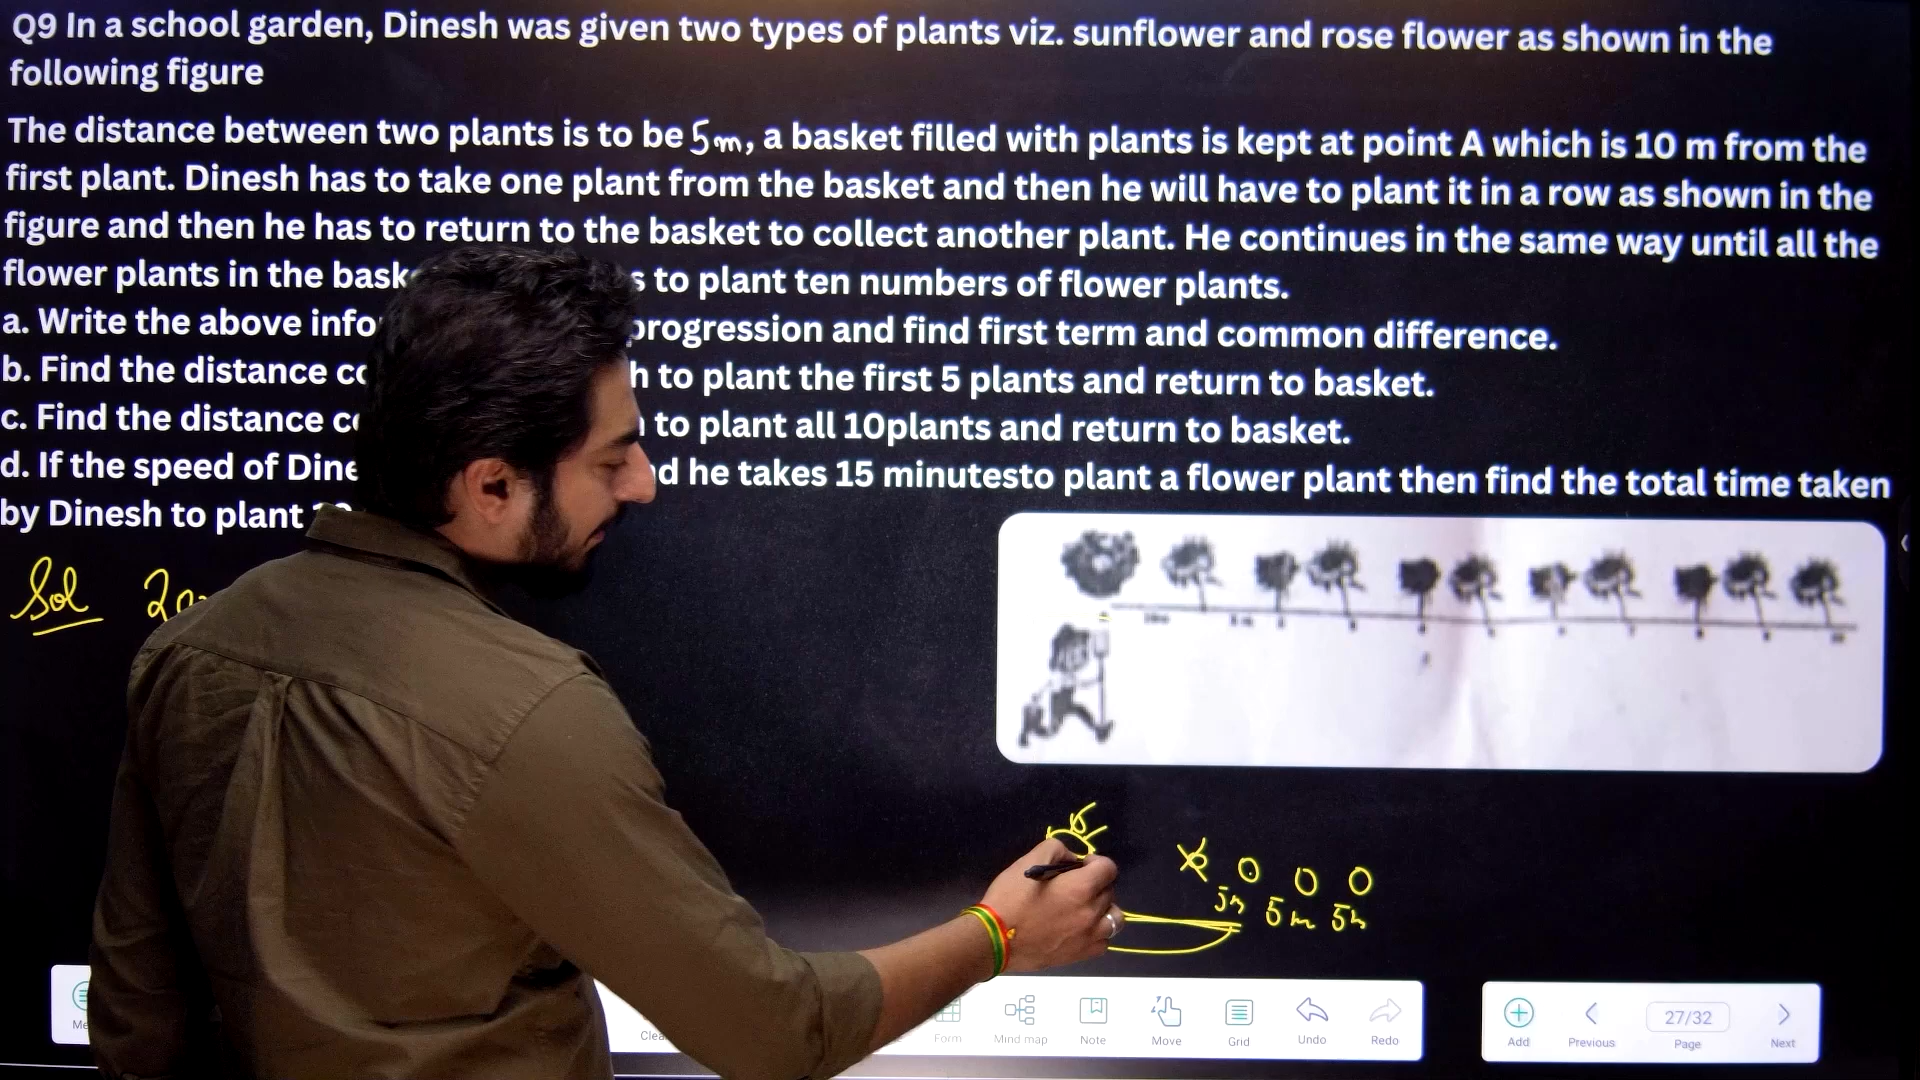 Q9 In a school garden, Dinesh was given two types of plants viz. sunflower and rose flower as shown in the
following figure
The distance between two plants is to be 5m, a basket filled with plants is kept at point A which is 10 m from the
first plant. Dinesh has to take one plant from the basket and then he will have to plant it in a row as shown in the
figure and then he has to return to the basket to collect another plant. He continues in the same way until all the
flower plants in the to plant ten numbers of flower plants.
a. Write the above progression and find first term and common difference.
b. Find the distance to plant the first 5 plants and return to basket.
c. Find the distance to plant all 10plants and return to basket.
d. If the speed of he takes 15 minutesto plant a flower plant then find the total time taken
by Dinesh to plant
Sol
5m 5m 5m
Form Mind map Note Move Grid Undo Redo Add Previous 27/32 Page Next